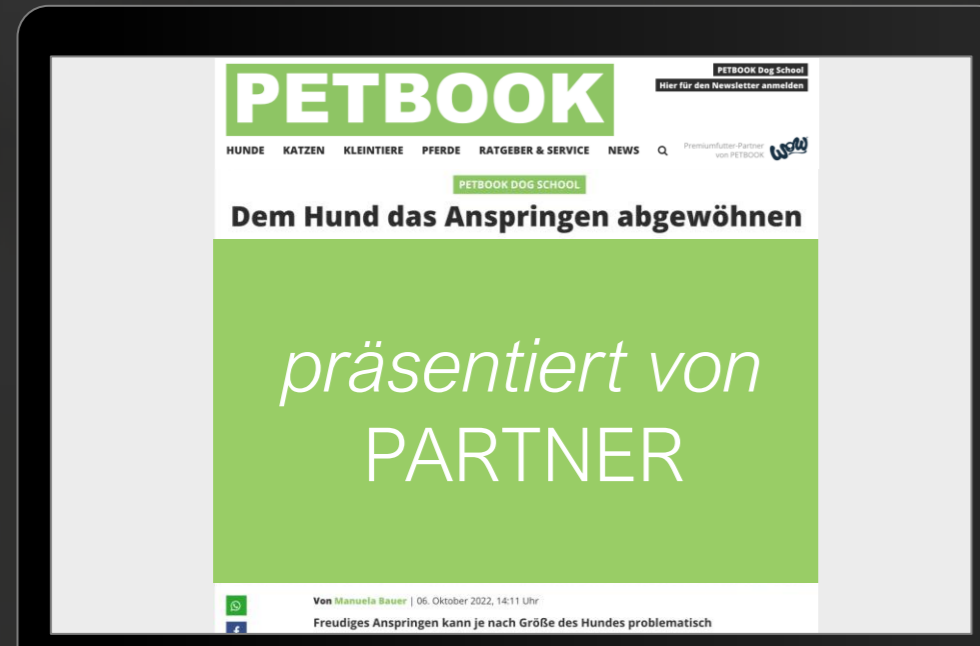 PETBOOK
PETBOOK Dog School
Hier für den Newsletter anmelden
HUNDE KATZEN KLEINTIERE PFERDE RATGEBER & SERVICE NEWS
Premiumfutter-Partner
von PETBOOK
wow
PETBOOK DOG SCHOOL
Dem Hund das Anspringen abgewöhnen
präsentiert von
PARTNER
Von Manuela Bauer | 06. Oktober 2022, 14:11 Uhr
Freudiges Anspringen kann je nach Größe des Hundes problematisch